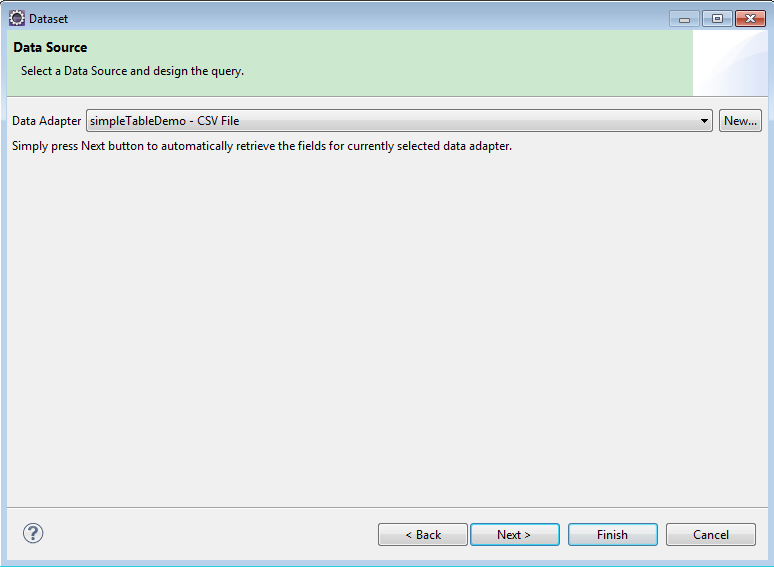 Dataset
Data Source
Select a Data Source and design the query.
Data Adapter simpleTableDemo - CSV File New...
Simply press Next button to automatically retrieve the fields for currently selected data adapter.
? < Back Next > Finish Cancel